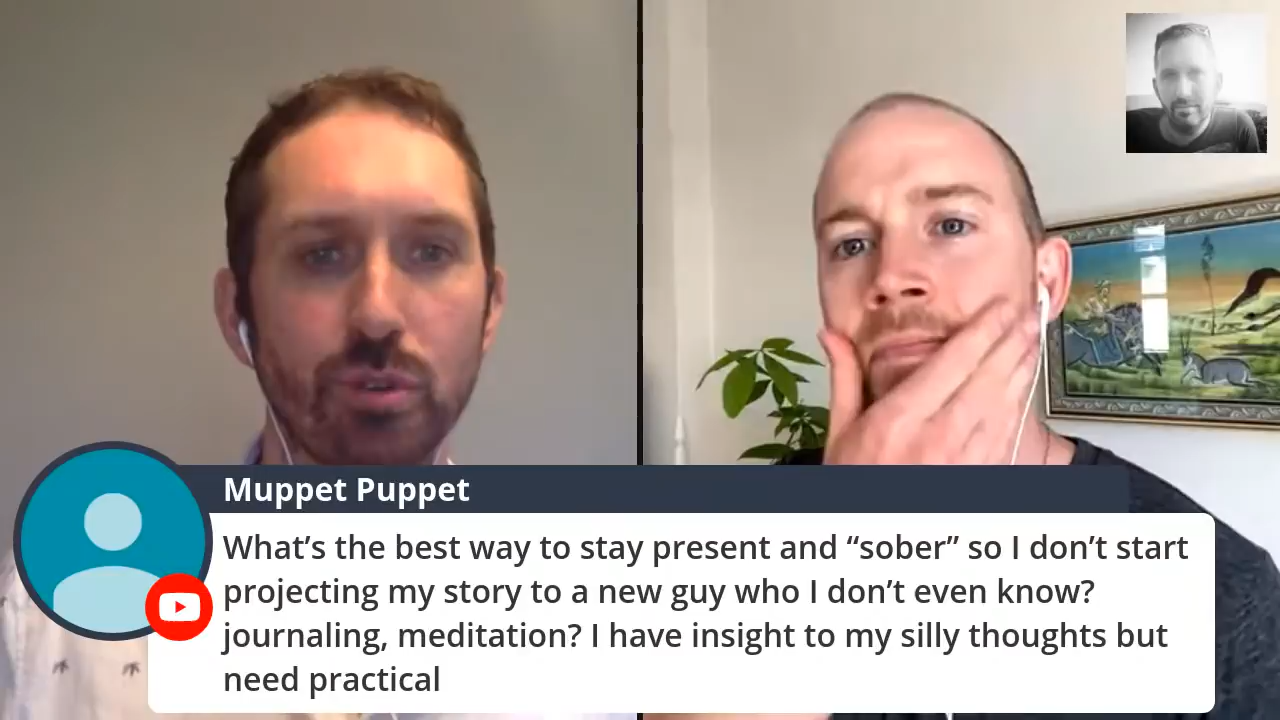 Muppet Puppet
What’s the best way to stay present and “sober” so I don’t start
projecting my story to a new guy who I don’t even know?
journaling, meditation? I have insight to my silly thoughts but
need practical